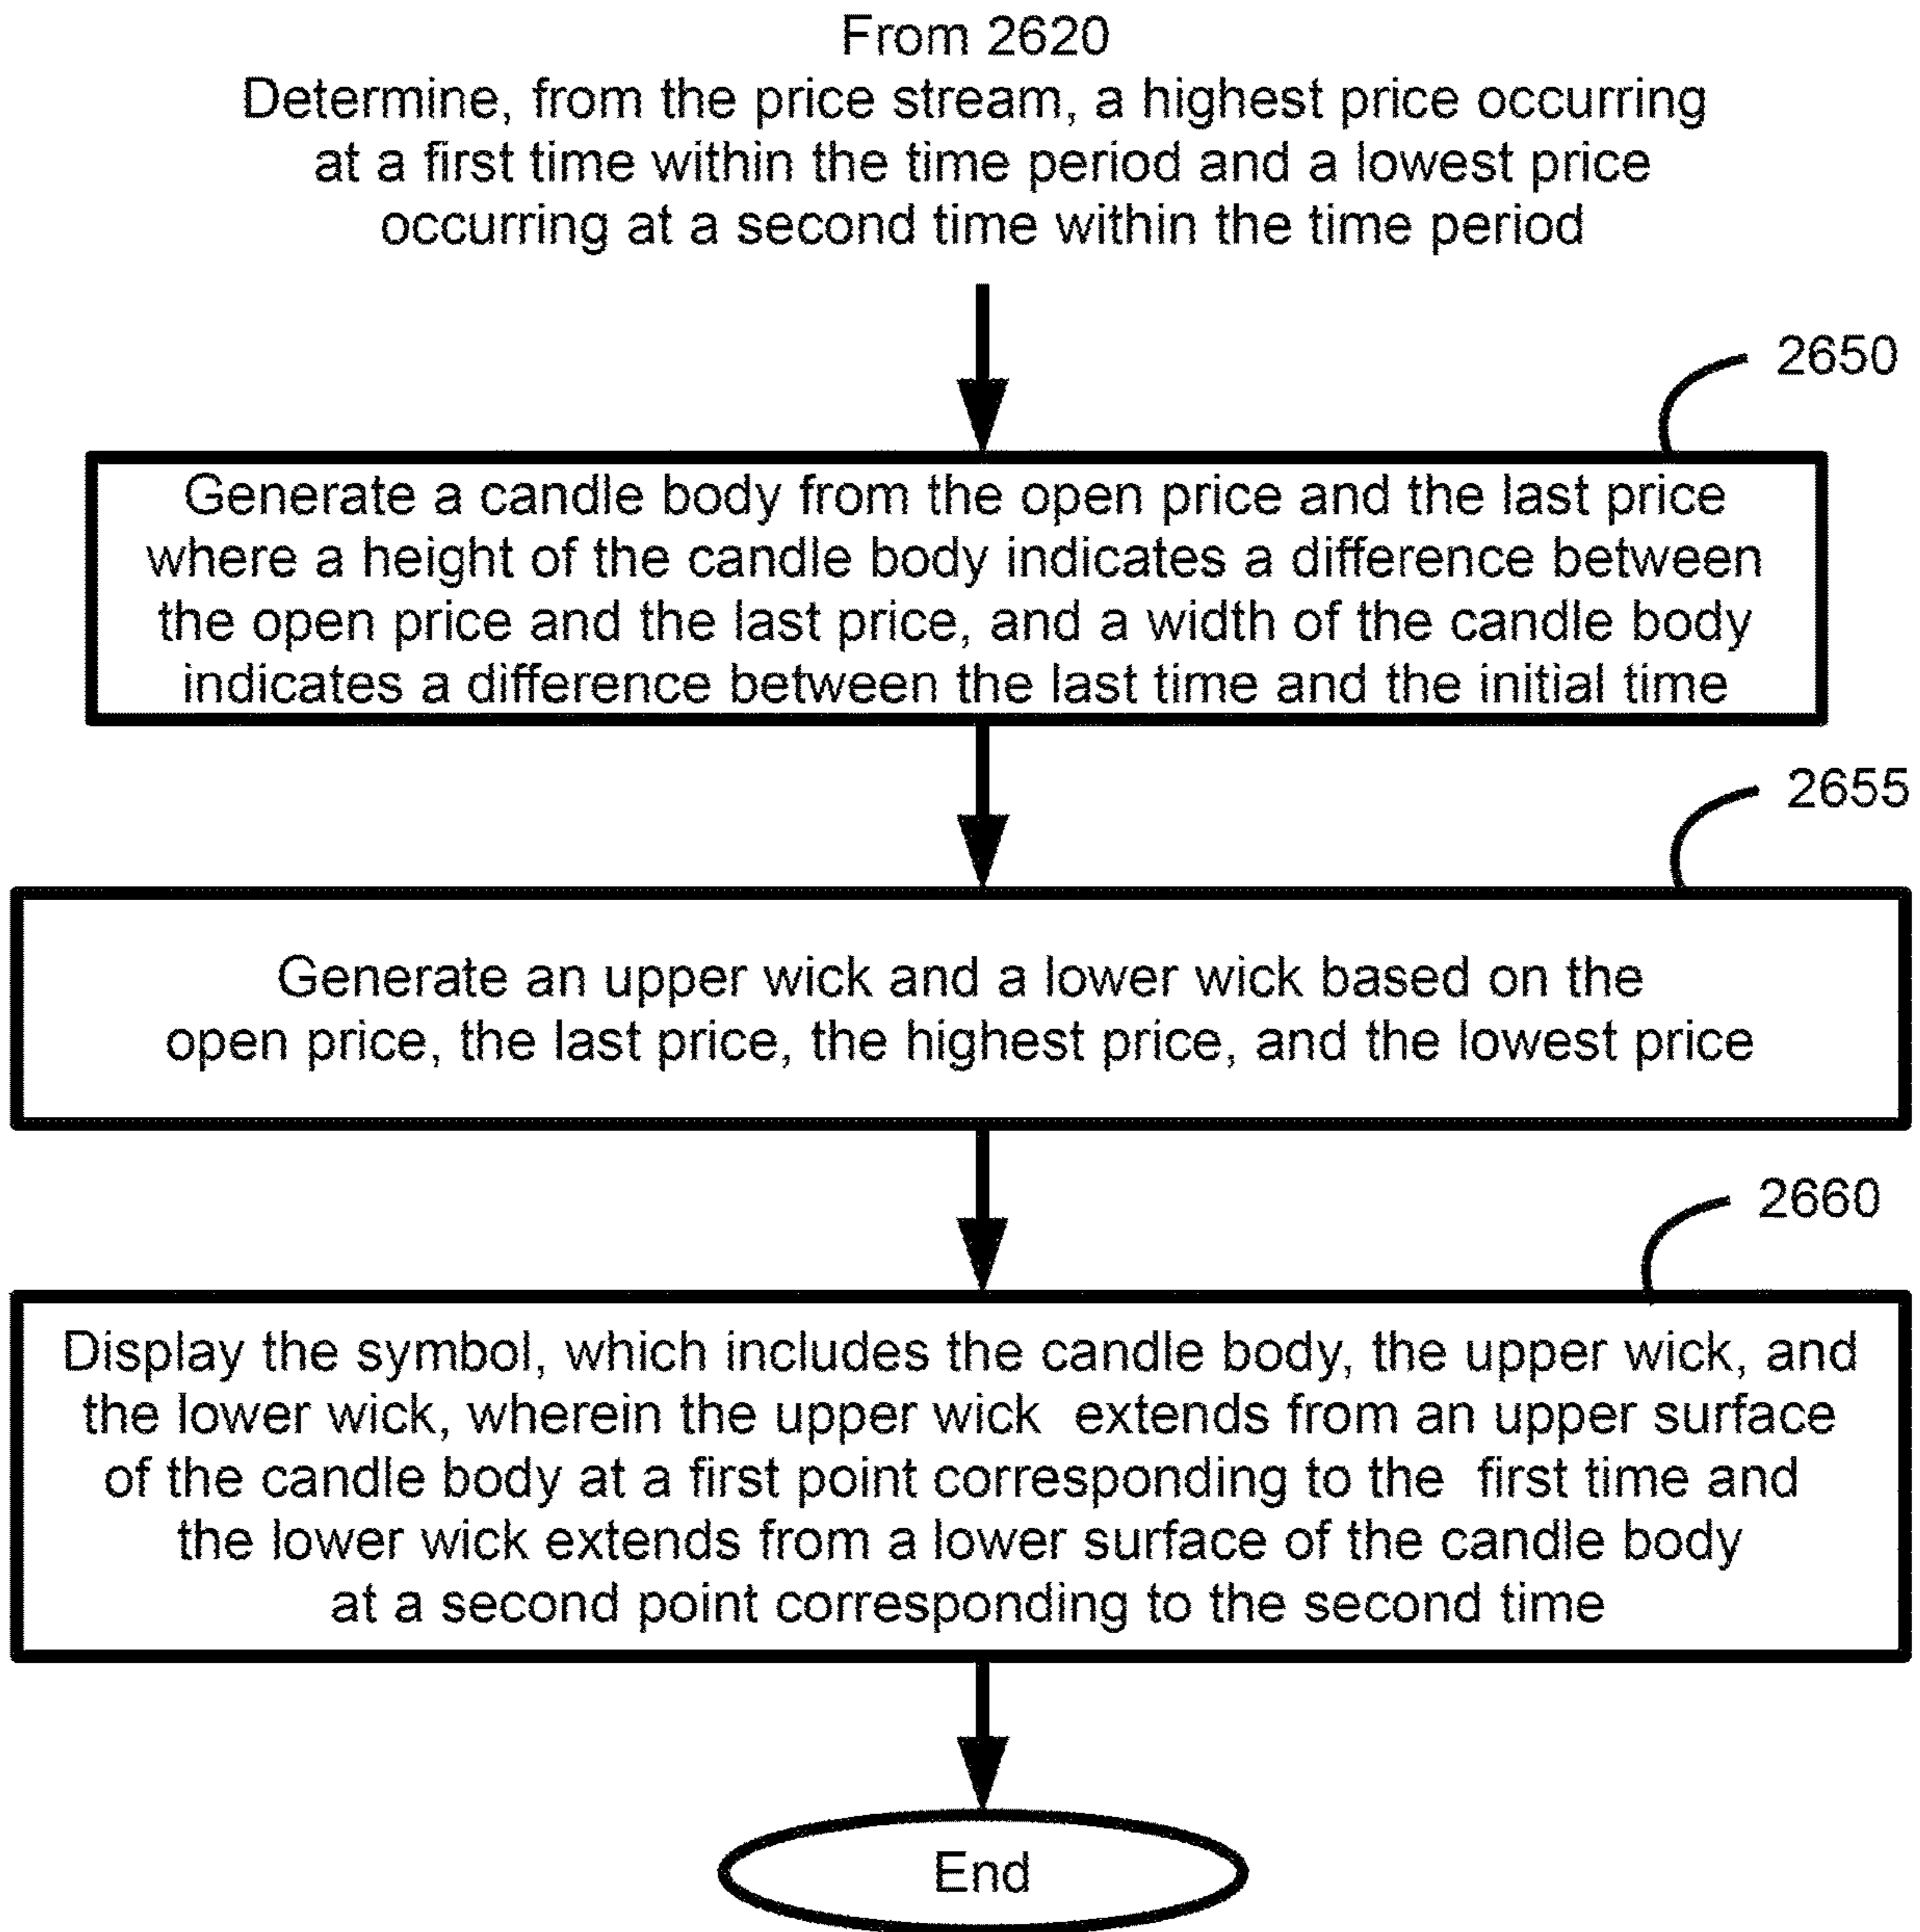 From 2620
Determine, from the price stream, a highest price occurring
at a first time within the time period and a lowest price
occurring at a second time within the time period
2650
Generate a candle body from the open price and the last price
where a height of the candle body indicates a difference between
the open price and the last price, and a width of the candle body
indicates a difference between the last time and the initial time
2655
Generate an upper wick and a lower wick based on the
open price, the last price, the highest price, and the lowest price
2660
Display the symbol, which includes the candle body, the upper wick, and
the lower wick, wherein the upper wick extends from an upper surface
of the candle body at a first point corresponding to the first time and
the lower wick extends from a lower surface of the candle body
at a second point corresponding to the second time
End